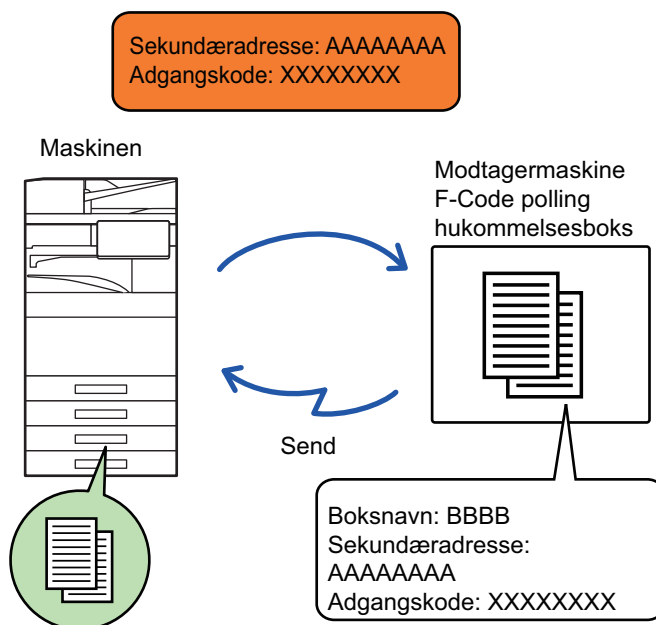 Sekundæradresse: AAAAAAAA
Adgangskode: XXXXXXXX
Maskinen
Modtagermaskine
F-Code polling
hukommelsesboks
Send
Boksnavn: BBBB
Sekundæradresse:
AAAAAAAA
Adgangskode: XXXXXXXX